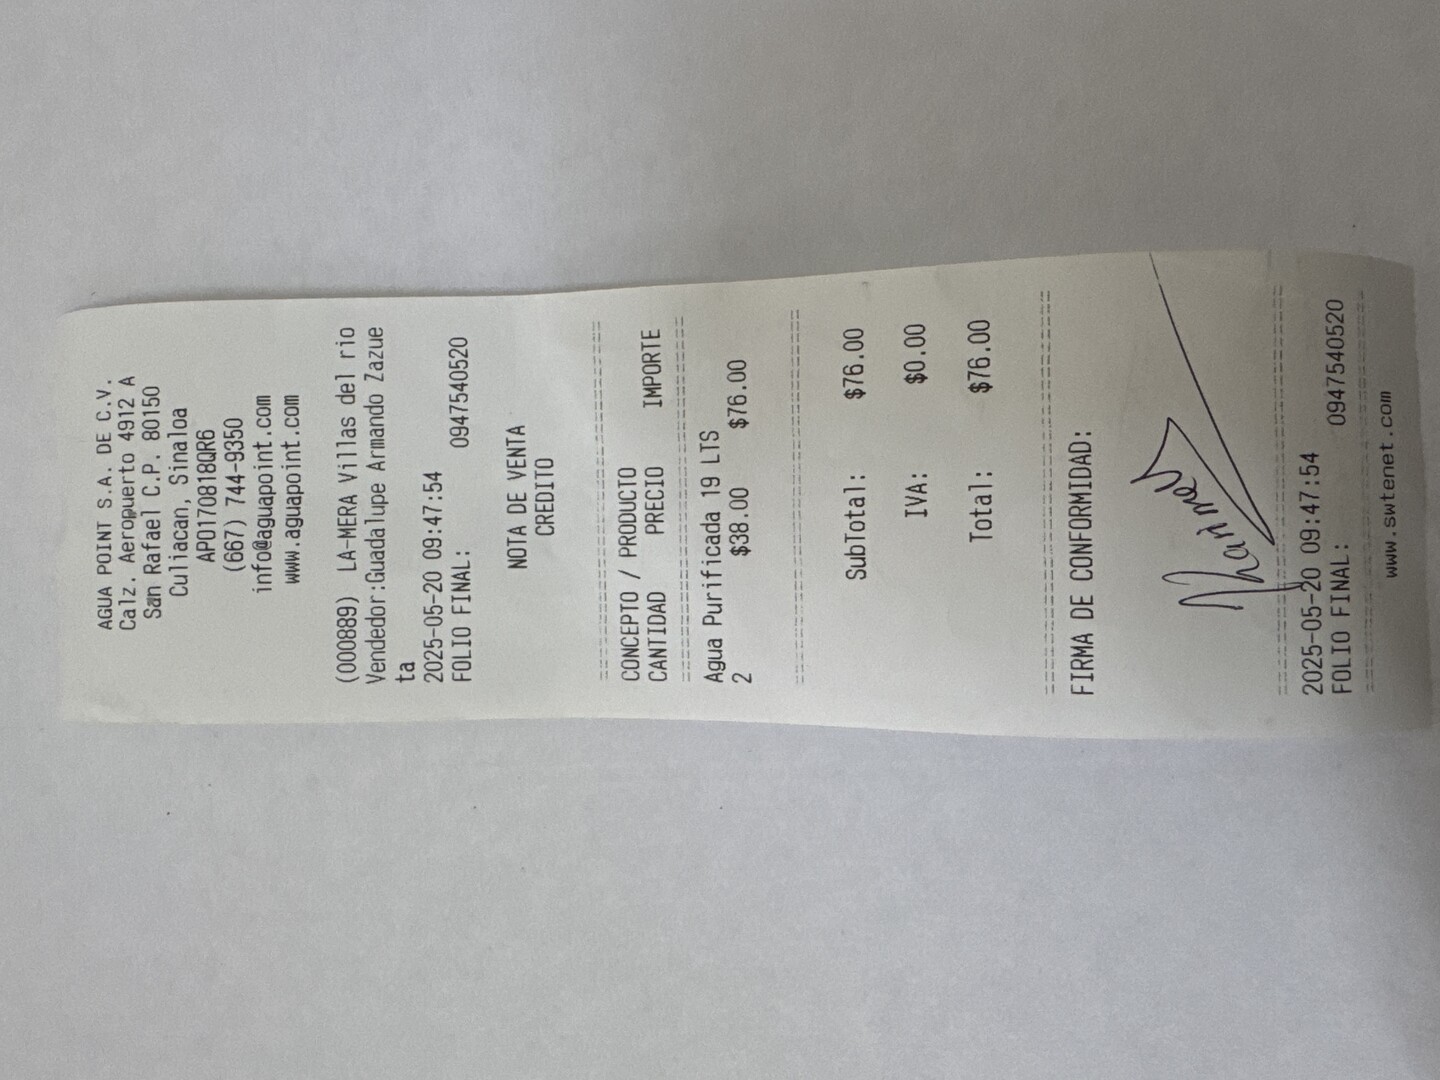 AGUA POINT S.A. DE C.V.
Calz. Aeropuerto 4912 A
San Rafael C.P. 80150
Culiacan, Sinaloa
APO170818QR6
(667) 744-9350
info@aguapoint.com
www.aguapoint.com
(000889) LA-MERA Villas del rio
Vendedor:Guadalupe Armando Zazue
ta
2025-05-20 09:47:54
FOLIO FINAL: 0947540520
NOTA DE VENTA
CREDITO
CONCEPTO / PRODUCTO
CANTIDAD PRECIO IMPORTE
Agua Purificada 19 LTS
2 $38.00 $76.00
SubTotal: $76.00
IVA: $0.00
Total: $76.00
FIRMA DE CONFORMIDAD:
2025-05-20 09:47:54
FOLIO FINAL: 0947540520
www.swtenet.com